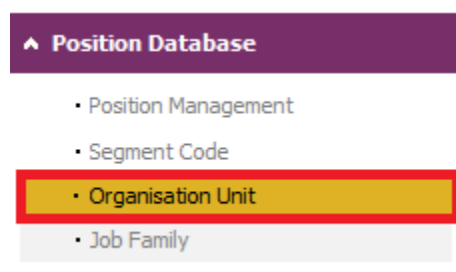 Position Database
Position Management
Segment Code
Organisation Unit
Job Family